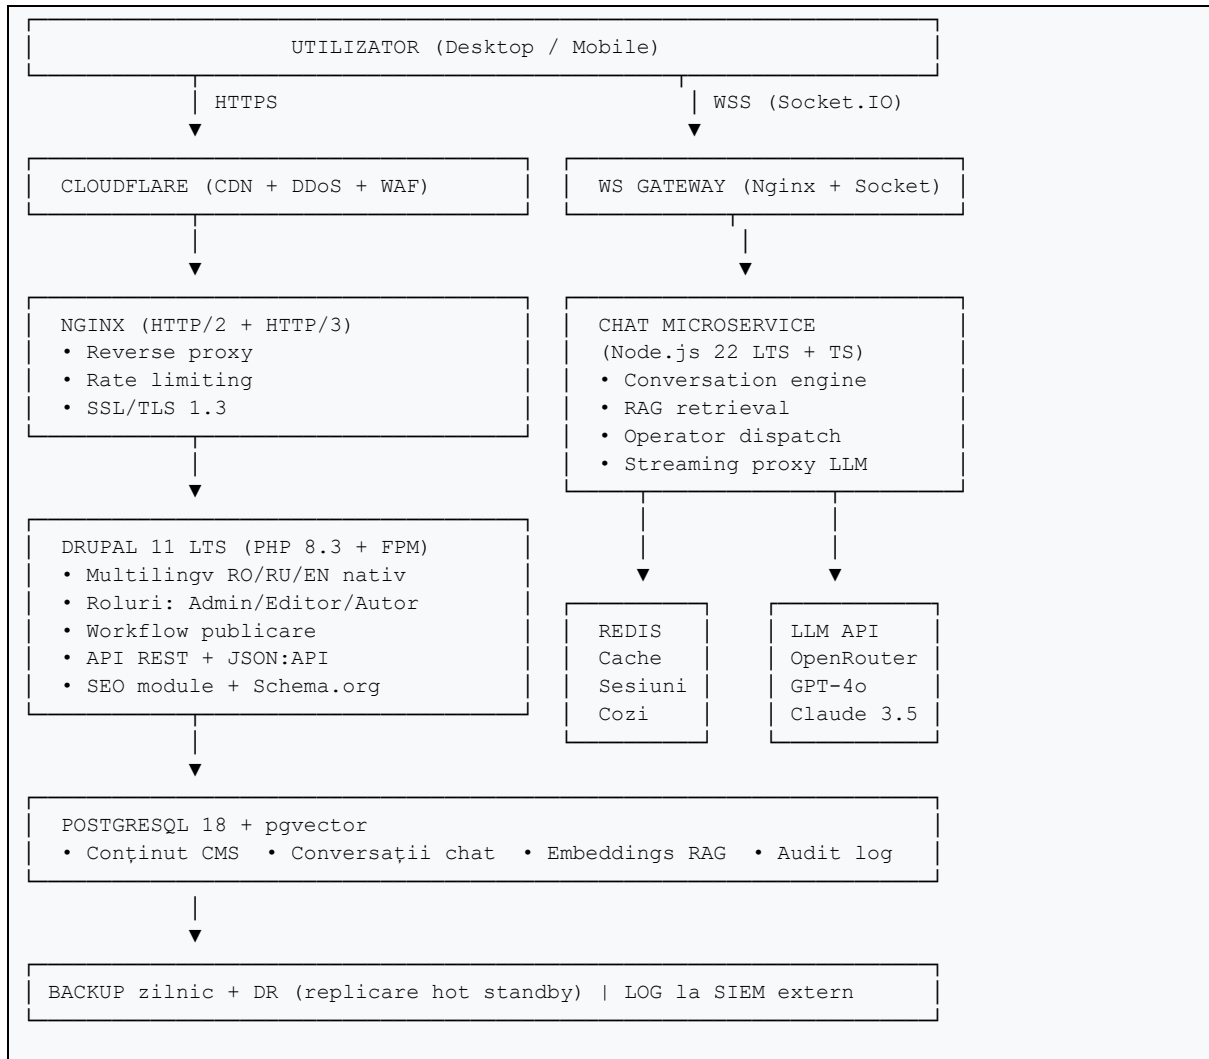 UTILIZATOR (Desktop / Mobile)
HTTPS
WSS (Socket.IO)
CLOUDFLARE (CDN + DDoS + WAF)
WS GATEWAY (Nginx + Socket)
NGINX (HTTP/2 + HTTP/3)
• Reverse proxy
• Rate limiting
• SSL/TLS 1.3
CHAT MICROSERVICE
(Node.js 22 LTS + TS)
• Conversation engine
• RAG retrieval
• Operator dispatch
• Streaming proxy LLM
DRUPAL 11 LTS (PHP 8.3 + FPM)
• Multilingv RO/RU/EN nativ
• Roluri: Admin/Editor/Autor
• Workflow publicare
• API REST + JSON:API
• SEO module + Schema.org
REDIS
Cache
Sesiuni
Cozi
LLM API
OpenRouter
GPT-4o
Claude 3.5
POSTGRESQL 18 + pgvector
• Conținut CMS • Conversații chat • Embeddings RAG • Audit log
BACKUP zilnic + DR (replicare hot standby) | LOG la SIEM extern